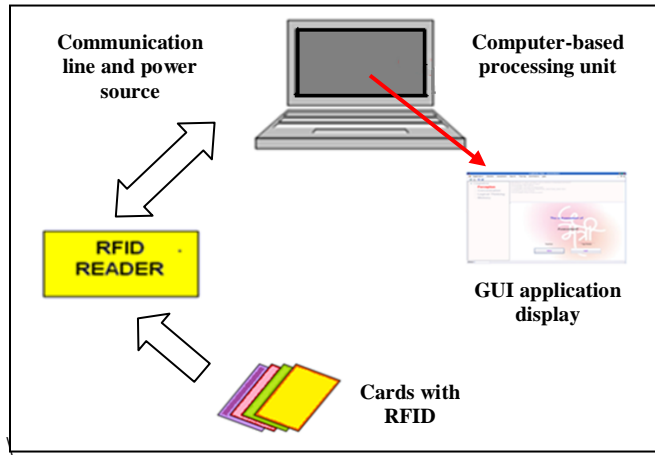 Communication
line and power
source
Computer-based
processing unit
RFID
READER
मैत्री
GUI application
display
Cards with
RFID